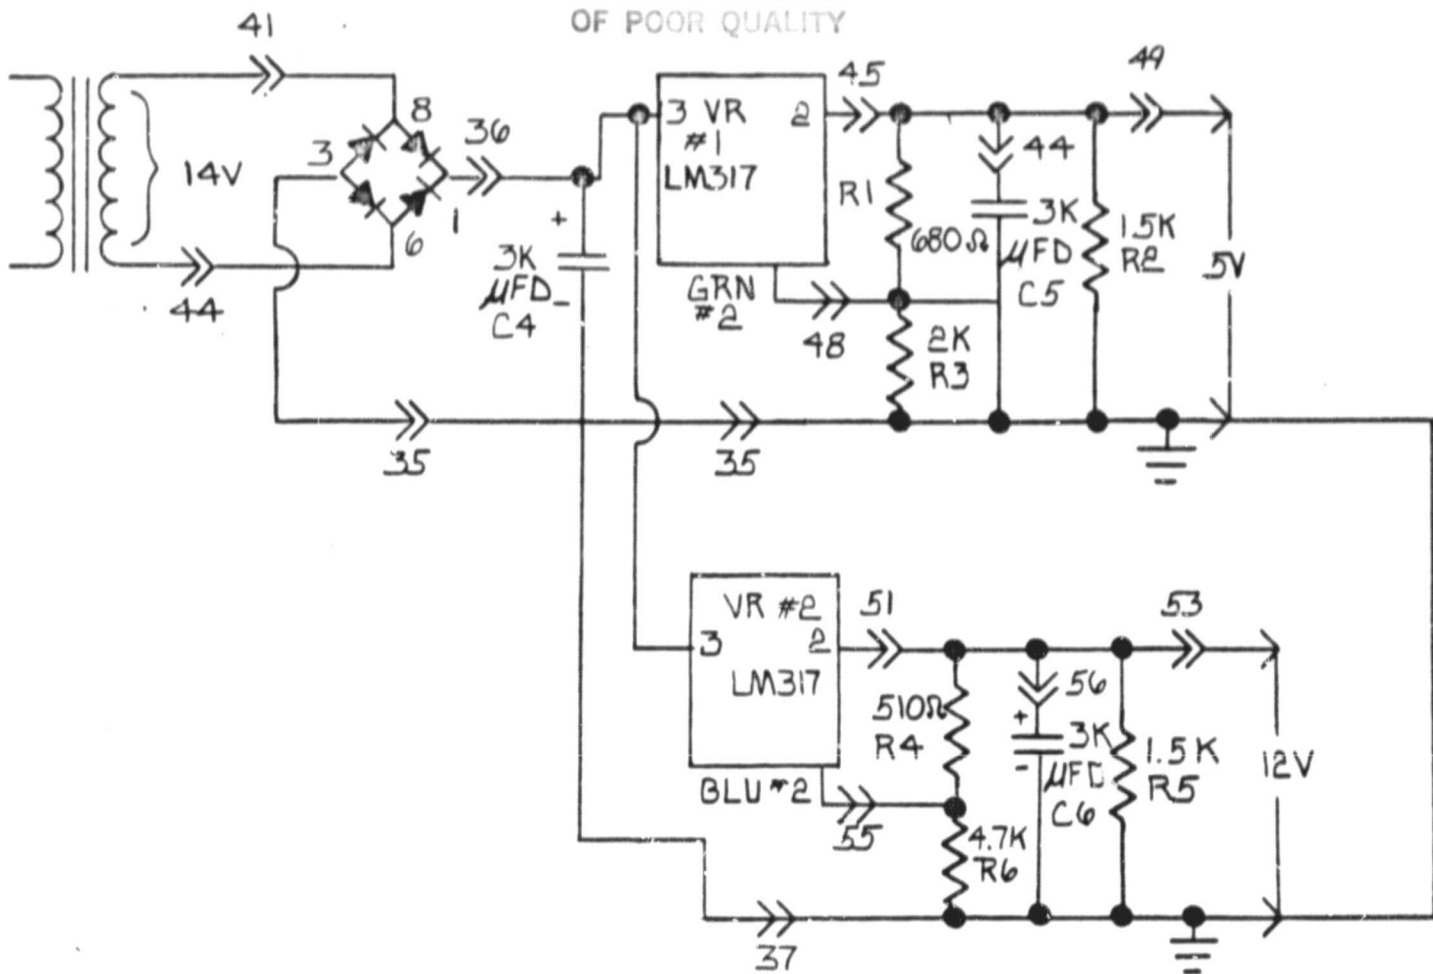 OF POOR QUALITY
41
14V
44
3
8
6
1
36
+
3K
μFD
-
C4
3 VR 2
#1
LM317
GRN
#2
45
R1
680Ω
48
2K
R3
44
3K
μFD
C5
1.5K
R2
49
5V
35
35
VR #2
3 2
LM317
BLU #2
51
510Ω
R4
55
4.7K
R6
56
+
3K
-
μFD
C6
1.5K
R5
53
12V
37